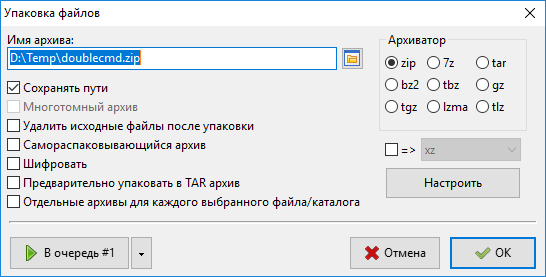 Упаковка файлов
Имя архива:
D:\Temp\doublecmd.zip
Сохранять пути
Многотомный архив
Удалить исходные файлы после упаковки
Самораспаковывающийся архив
Шифровать
Предварительно упаковать в TAR архив
Отдельные архивы для каждого выбранного файла/каталога
Архиватор
zip 7z tar
bz2 tbz gz
tgz lzma tlz
=> xz
Настроить
В очередь #1
Отмена
OK